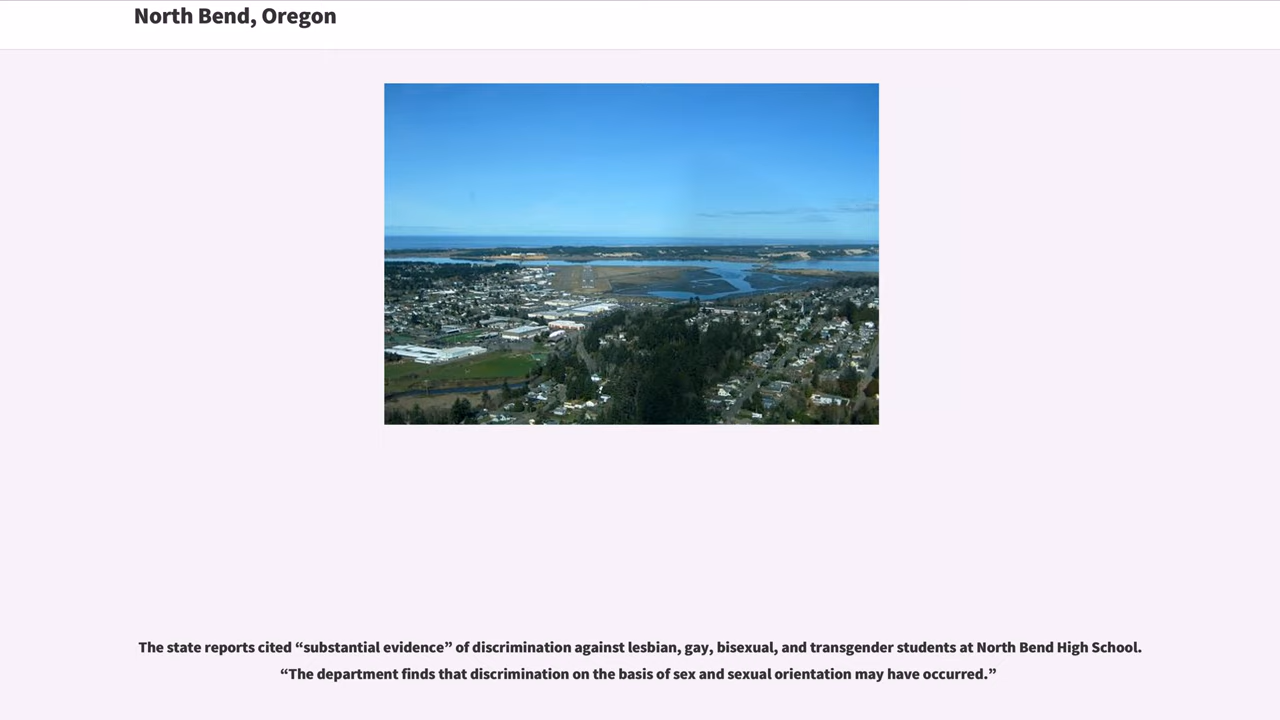 North Bend, Oregon
The state reports cited “substantial evidence” of discrimination against lesbian, gay, bisexual, and transgender students at North Bend High School.
“The department finds that discrimination on the basis of sex and sexual orientation may have occurred.”